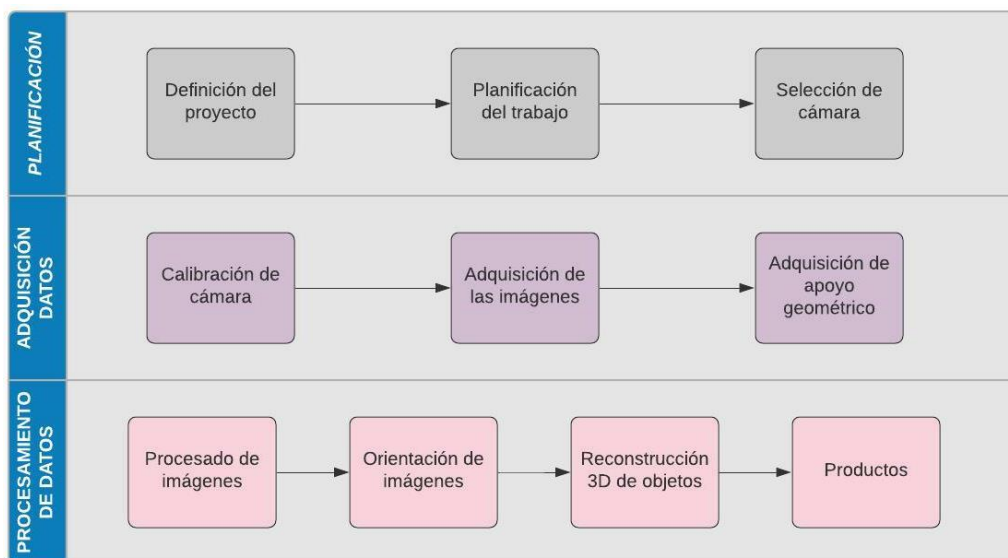 PLANIFICACIÓN
Definición del
proyecto
Planificación
del trabajo
Selección de
cámara
ADQUISICIÓN
DATOS
Calibración de
cámara
Adquisición de
las imágenes
Adquisición de
apoyo
geométrico
PROCESAMIENTO
DE DATOS
Procesado de
imágenes
Orientación de
imágenes
Reconstrucción
3D de objetos
Productos